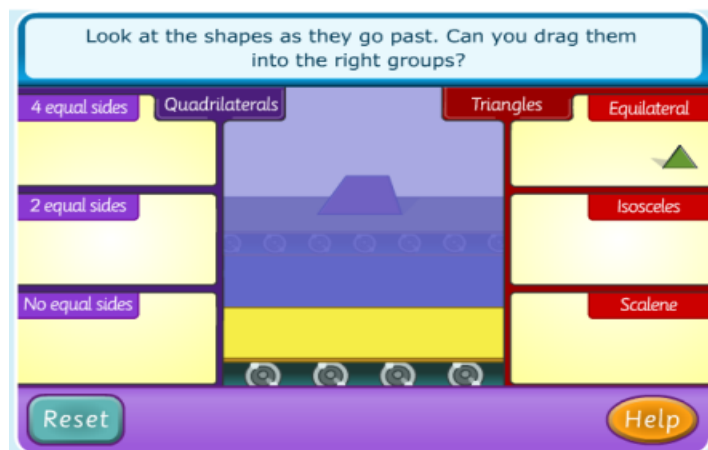 Look at the shapes as they go past. Can you drag them
into the right groups?
4 equal sides
Quadrilaterals
Triangles
Equilateral
2 equal sides
Isosceles
No equal sides
Scalene
Reset
Help